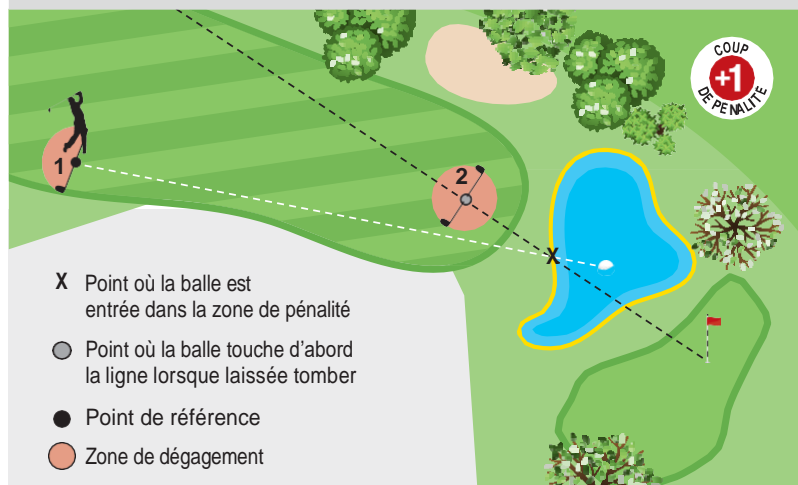 COUP
+1
DE PENALITE
1
2
X
X Point où la balle est
entrée dans la zone de pénalité
Point où la balle touche d'abord
la ligne lorsque laissée tomber
Point de référence
Zone de dégagement